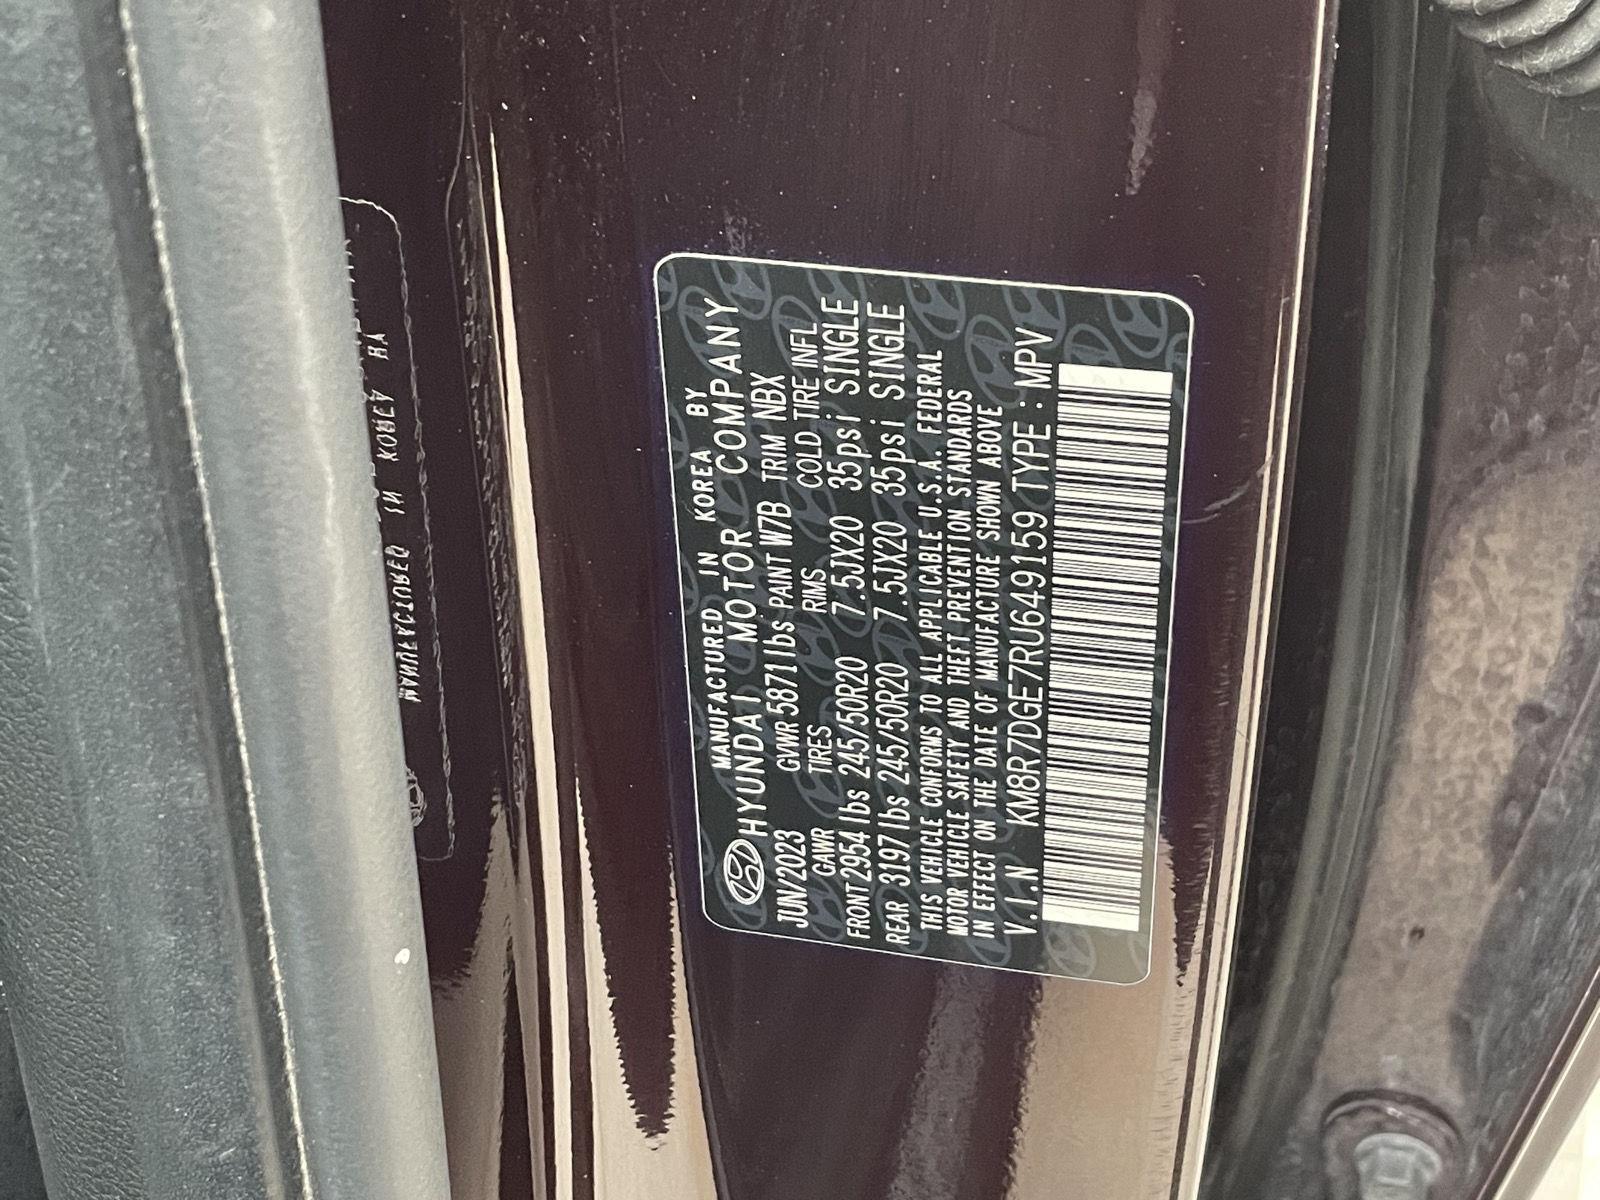 MANUFACTURED IN KOREA BY
HYUNDAI MOTOR COMPANY
JUN/2023 GVWR 5871 lbs PAINT W7B TRIM NBX
GAWR TIRES RIMS COLD TIRE INFL
FRONT 2954 lbs 245/50R20 7.5JX20 35psi SINGLE
REAR 3197 lbs 245/50R20 7.5JX20 35psi SINGLE
THIS VEHICLE CONFORMS TO ALL APPLICABLE U.S.A. FEDERAL
MOTOR VEHICLE SAFETY AND THEFT PREVENTION STANDARDS
IN EFFECT ON THE DATE OF MANUFACTURE SHOWN ABOVE
V.I.N KM8R7DGE7RU649159 TYPE : MPV
MANUFACTURED IN KOREA BY